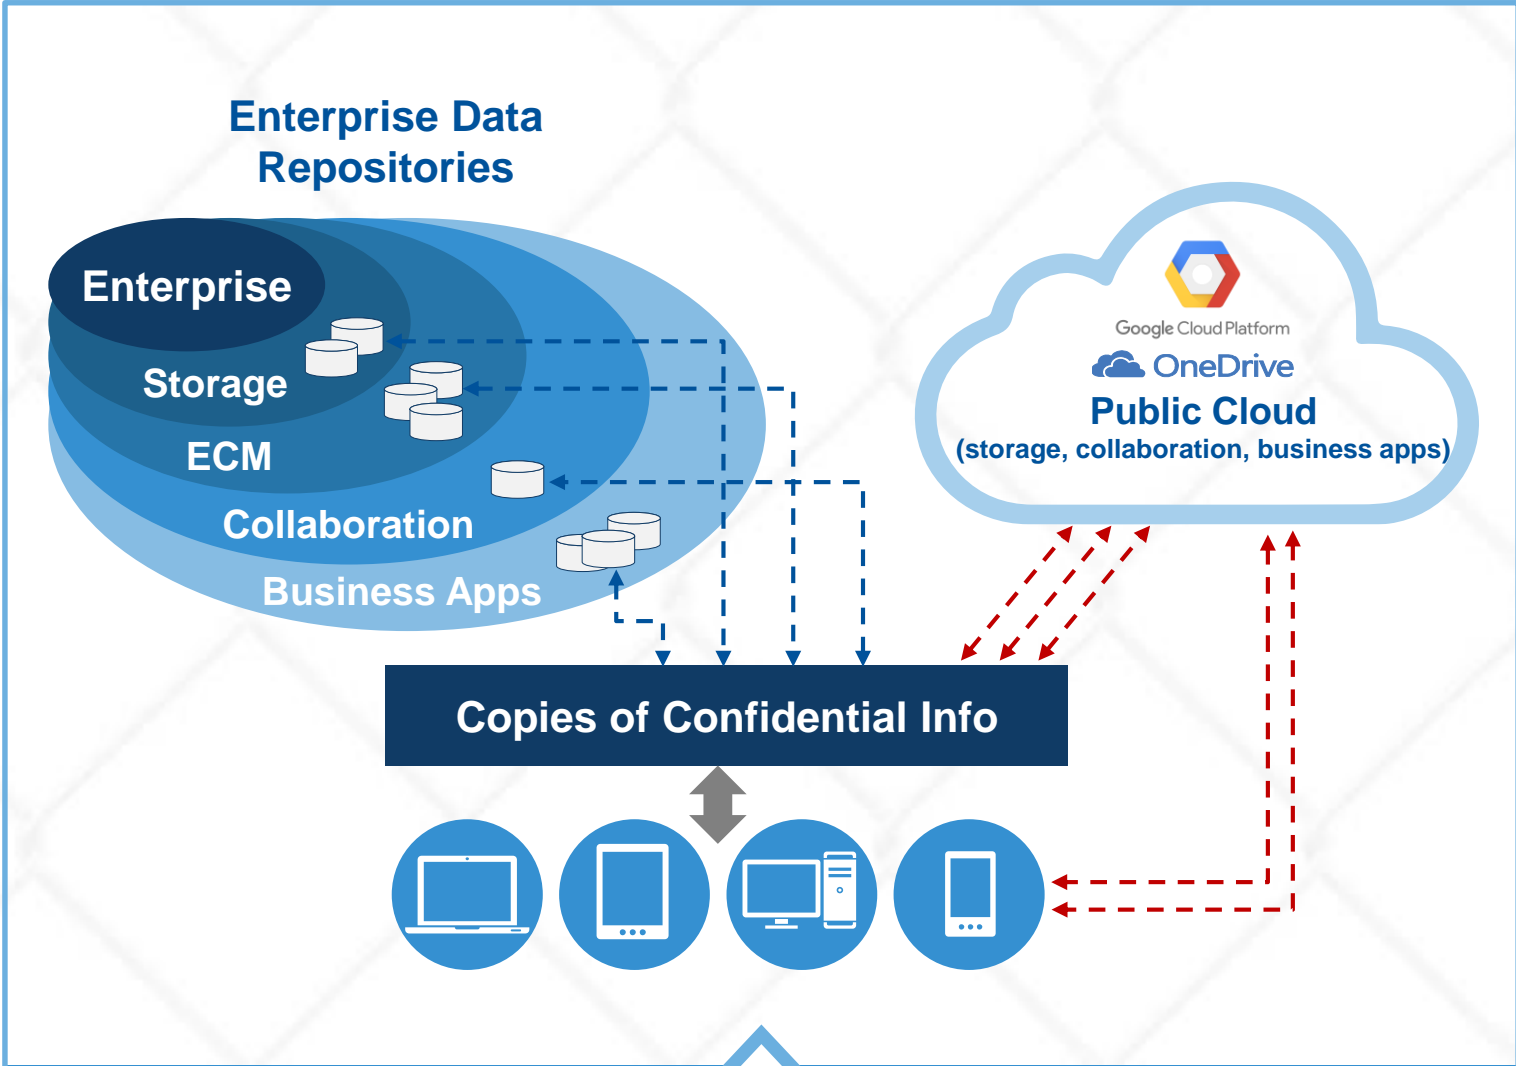 Enterprise Data
Repositories
Enterprise
Storage
ECM
Collaboration
Business Apps
Google Cloud Platform
OneDrive
Public Cloud
(storage, collaboration, business apps)
Copies of Confidential Info